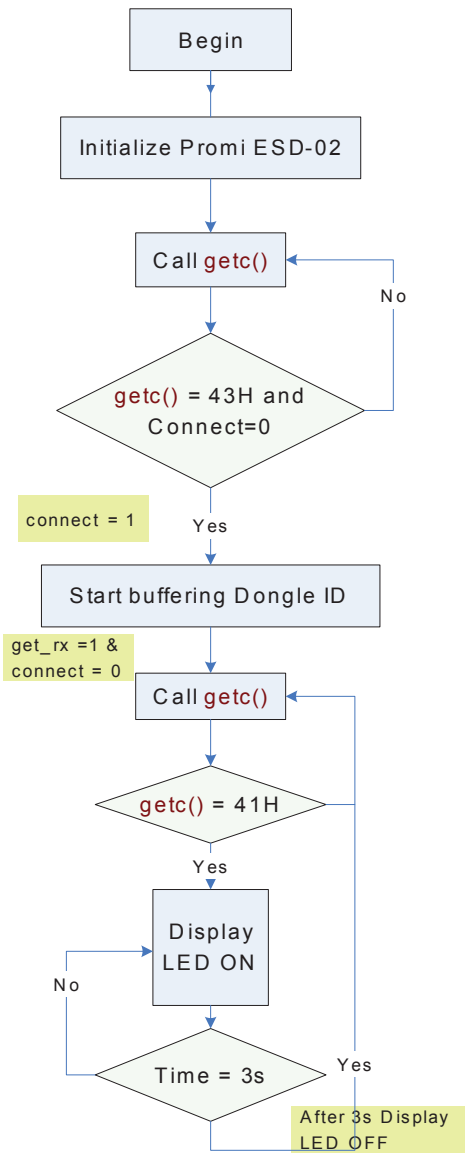 Begin
Initialize Promi ESD-02
Call getc()
No
getc() = 43H and
Connect=0
connect = 1
Yes
Start buffering Dongle ID
get_rx =1 &
connect = 0
Call getc()
getc() = 41H
Yes
Display
LED ON
No
Time = 3s
Yes
After 3s Display
LED OFF